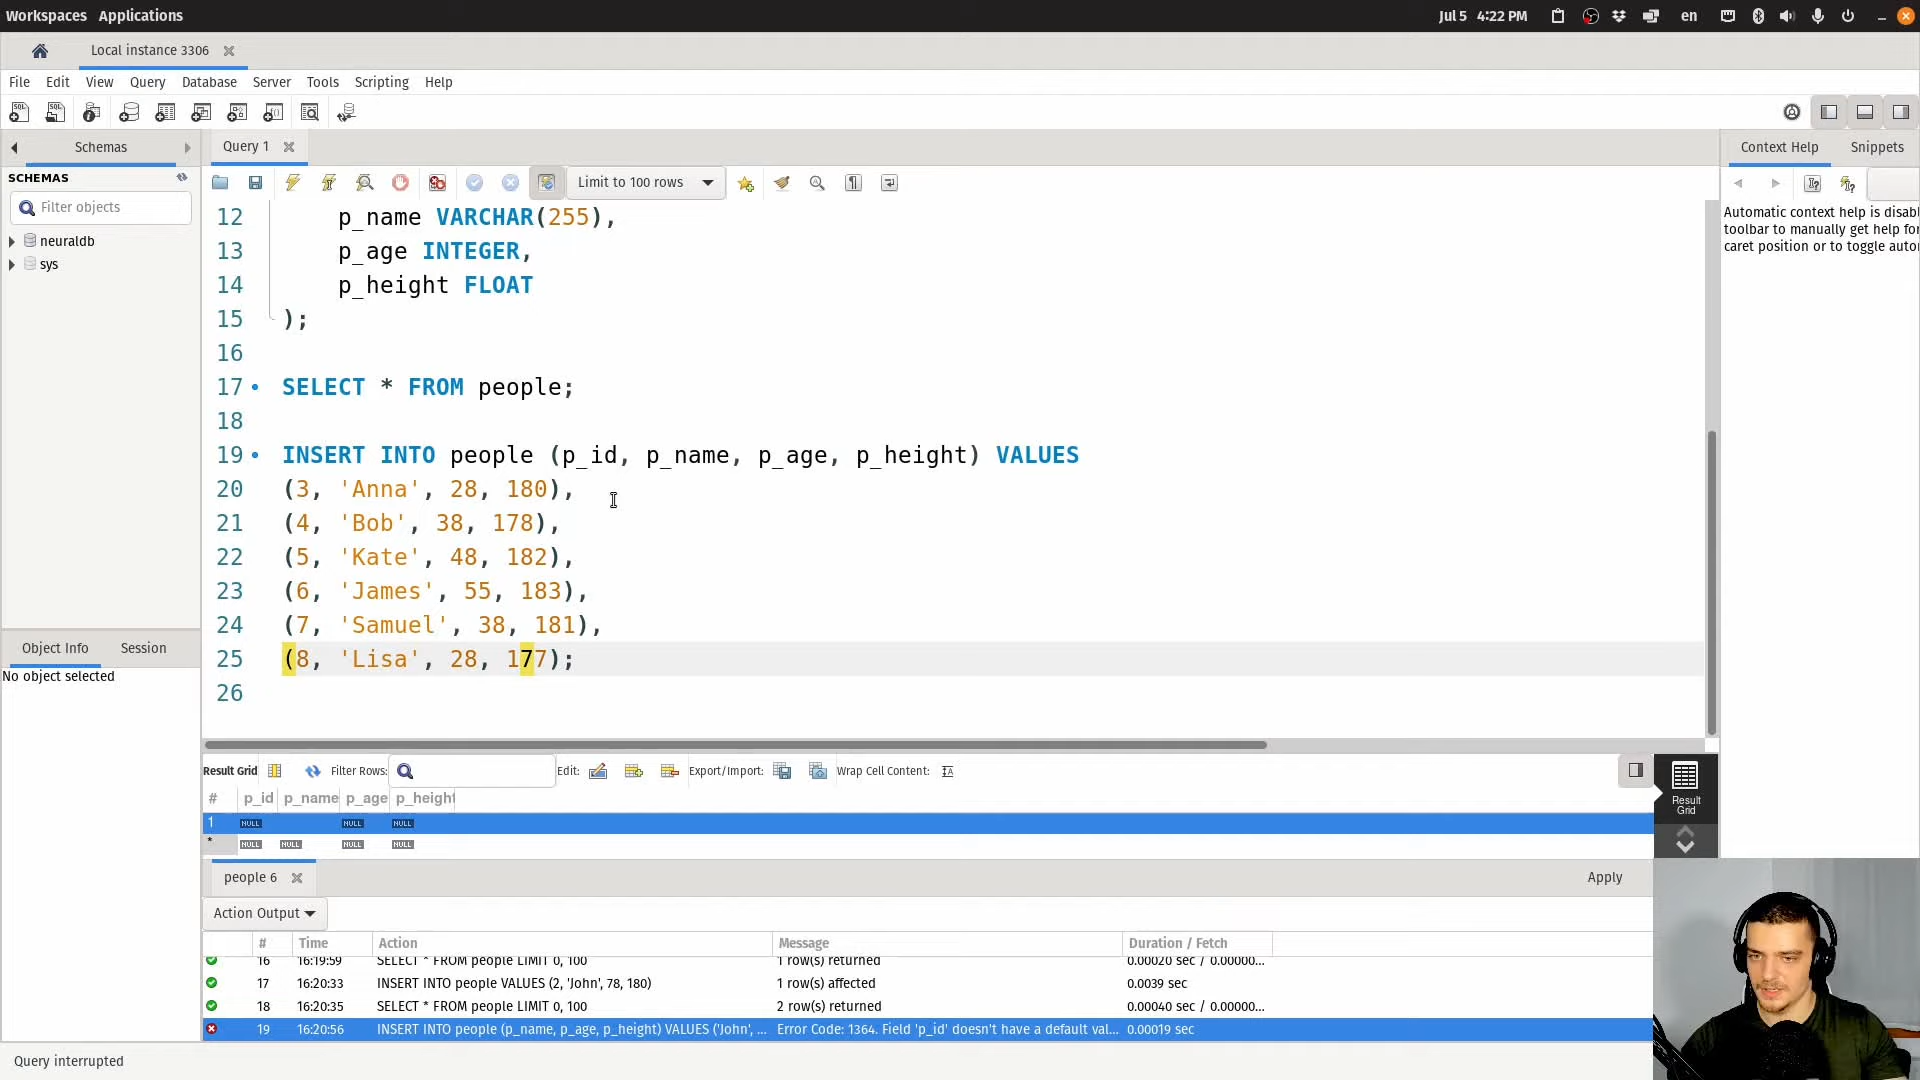 Workspaces Applications Jul 5 4:22 PM en
Local instance 3306
File Edit View Query Database Server Tools Scripting Help
Schemas Query 1 Context Help Snippets
SCHEMAS
Limit to 100 rows
Filter objects
neuraldb
sys
Automatic context help is disabl
toolbar to manually get help for
caret position or to toggle auto
12 p_name VARCHAR(255),
13 p_age INTEGER,
14 p_height FLOAT
15 );
16
17 SELECT * FROM people;
18
19 INSERT INTO people (p_id, p_name, p_age, p_height) VALUES
20 (3, 'Anna', 28, 180),
21 (4, 'Bob', 38, 178),
22 (5, 'Kate', 48, 182),
23 (6, 'James', 55, 183),
24 (7, 'Samuel', 38, 181),
25 (8, 'Lisa', 28, 177);
26
Object Info Session
No object selected
Result Grid Filter Rows: Edit: Export/Import: Wrap Cell Content:
# p_id p_name p_age p_height
1 NULL NULL NULL
* NULL NULL NULL NULL
Result
Grid
people 6 Apply
Action Output
# Time Action Message Duration / Fetch
16 16:19:59 SELECT * FROM people LIMIT 0, 100 1 row(s) returned 0.00020 sec / 0.00000...
17 16:20:33 INSERT INTO people VALUES (2, 'John', 78, 180) 1 row(s) affected 0.0039 sec
18 16:20:35 SELECT * FROM people LIMIT 0, 100 2 row(s) returned 0.00040 sec / 0.00000...
19 16:20:56 INSERT INTO people (p_name, p_age, p_height) VALUES ('John', ... Error Code: 1364. Field 'p_id' doesn't have a default val... 0.00019 sec
Query interrupted